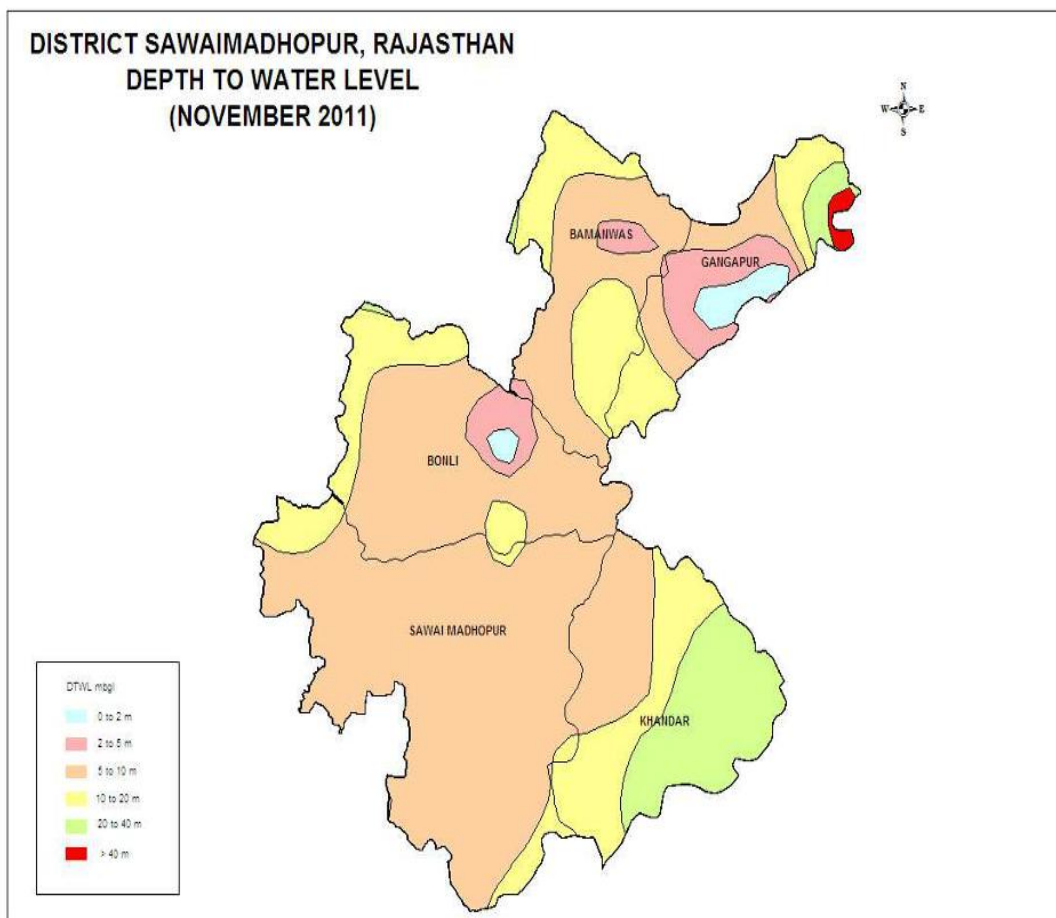 DISTRICT SAWAIMADHOPUR, RAJASTHAN
DEPTH TO WATER LEVEL
(NOVEMBER 2011)
N
W E
S
BAMANWAS
GANGAPUR
BONLI
SAWAI MADHOPUR
KHANDAR
DTWL mbgl
0 to 2 m
2 to 5 m
5 to 10 m
10 to 20 m
20 to 40 m
> 40 m